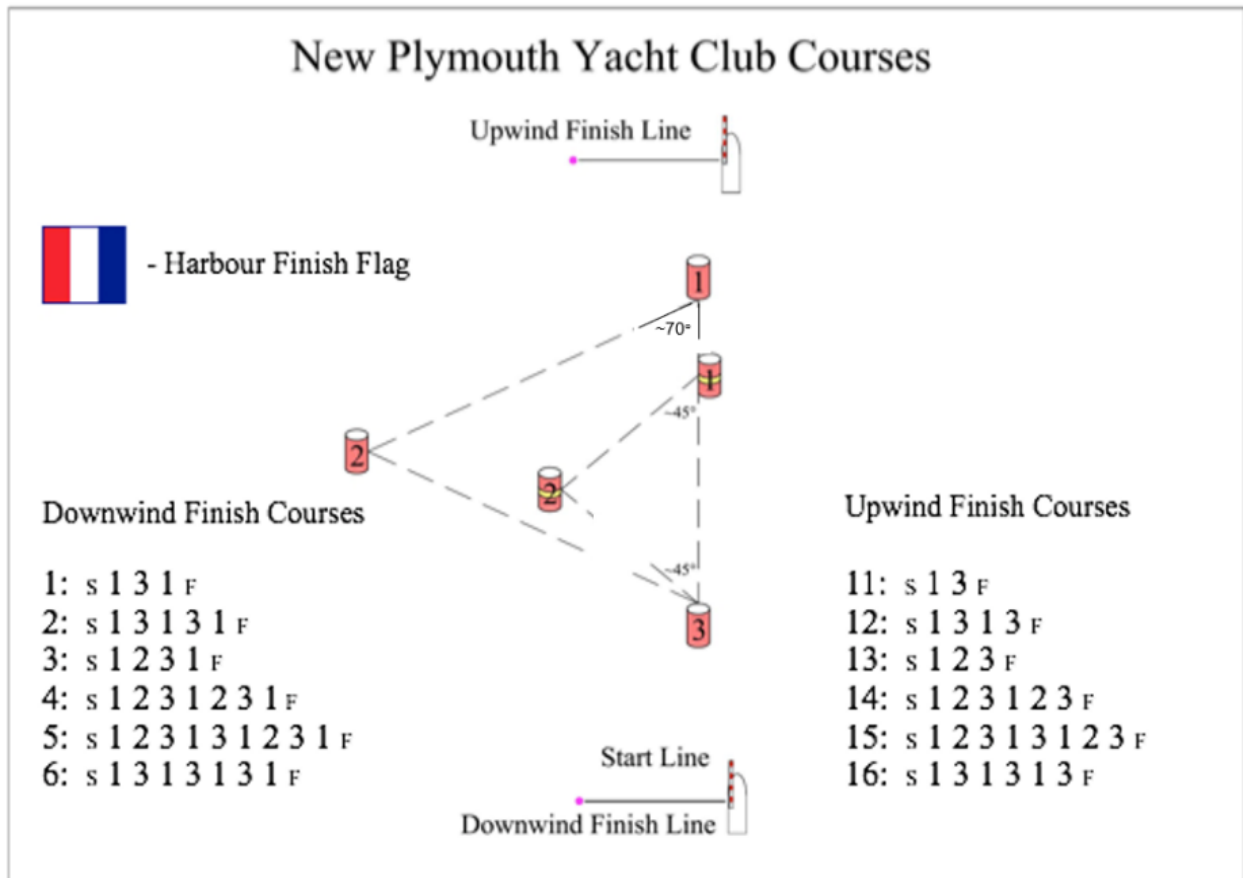 New Plymouth Yacht Club Courses
Upwind Finish Line
- Harbour Finish Flag
1
~70°
1
~45°
2
2
Downwind Finish Courses
1: S 1 3 1 F
2: S 1 3 1 3 1 F
3: S 1 2 3 1 F
4: S 1 2 3 1 2 3 1 F
5: S 1 2 3 1 3 1 2 3 1 F
6: S 1 3 1 3 1 3 1 F
~45°
3
Upwind Finish Courses
11: S 1 3 F
12: S 1 3 1 3 F
13: S 1 2 3 F
14: S 1 2 3 1 2 3 F
15: S 1 2 3 1 3 1 2 3 F
16: S 1 3 1 3 1 3 F
Start Line
Downwind Finish Line